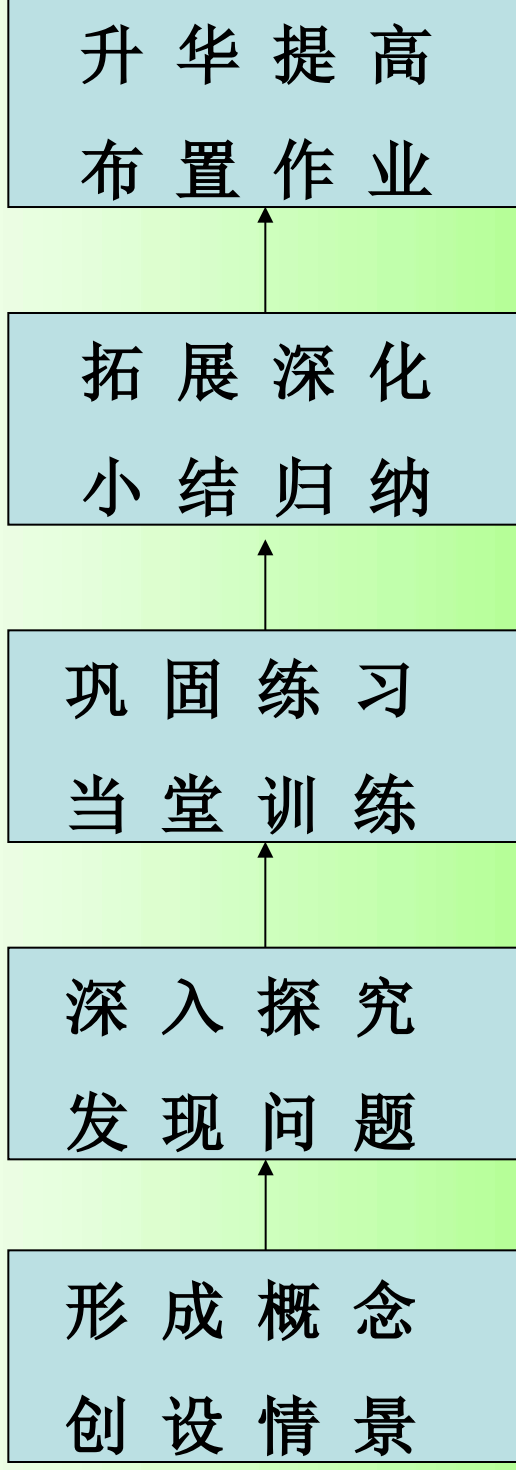 升华提高
布置作业
拓展深化
小结归纳
巩固练习
当堂训练
深入探究
发现问题
形成概念
创设情景